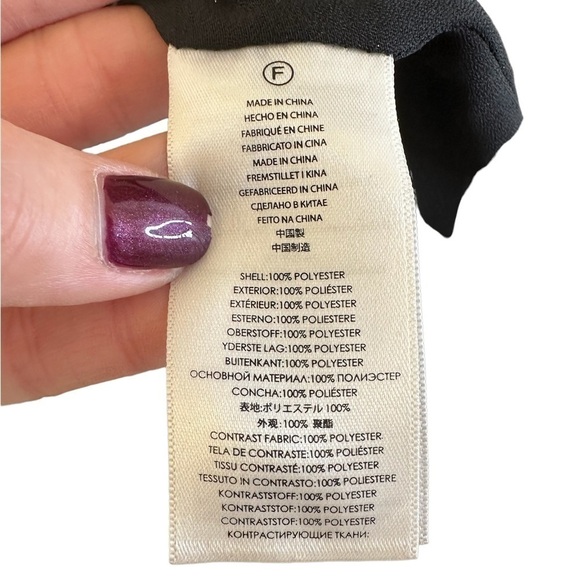 F
MADE IN CHINA
HECHO EN CHINA
FABRIQUÉ EN CHINE
FABBRICATO IN CINA
MADE IN CHINA
FREMSTILLET I KINA
GEFABRICEERD IN CHINA
СДЕЛАНО В КИТАЕ
FEITO NA CHINA
中国製
中国制造
SHELL:100% POLYESTER
EXTERIOR:100% POLIÉSTER
EXTÉRIEUR:100% POLYESTER
ESTERNO:100% POLIESTERE
OBERSTOFF:100% POLYESTER
YDERSTE LAG:100% POLYESTER
BUITENKANT:100% POLYESTER
ОСНОВНОЙ МАТЕРИАЛ:100% ПОЛИЭСТЕР
CONCHA:100% POLIÉSTER
表地:ポリエステル 100%
外观:100% 聚酯
CONTRAST FABRIC:100% POLYESTER
TELA DE CONTRASTE:100% POLIÉSTER
TISSU CONTRASTÉ:100% POLYESTER
TESSUTO IN CONTRASTO:100% POLIESTERE
KONTRASTSTOFF:100% POLYESTER
KONTRASTSTOF:100% POLYESTER
CONTRASTSTOF:100% POLYESTER
КОНТРАСТИРУЮЩИЕ ТКАНИ: